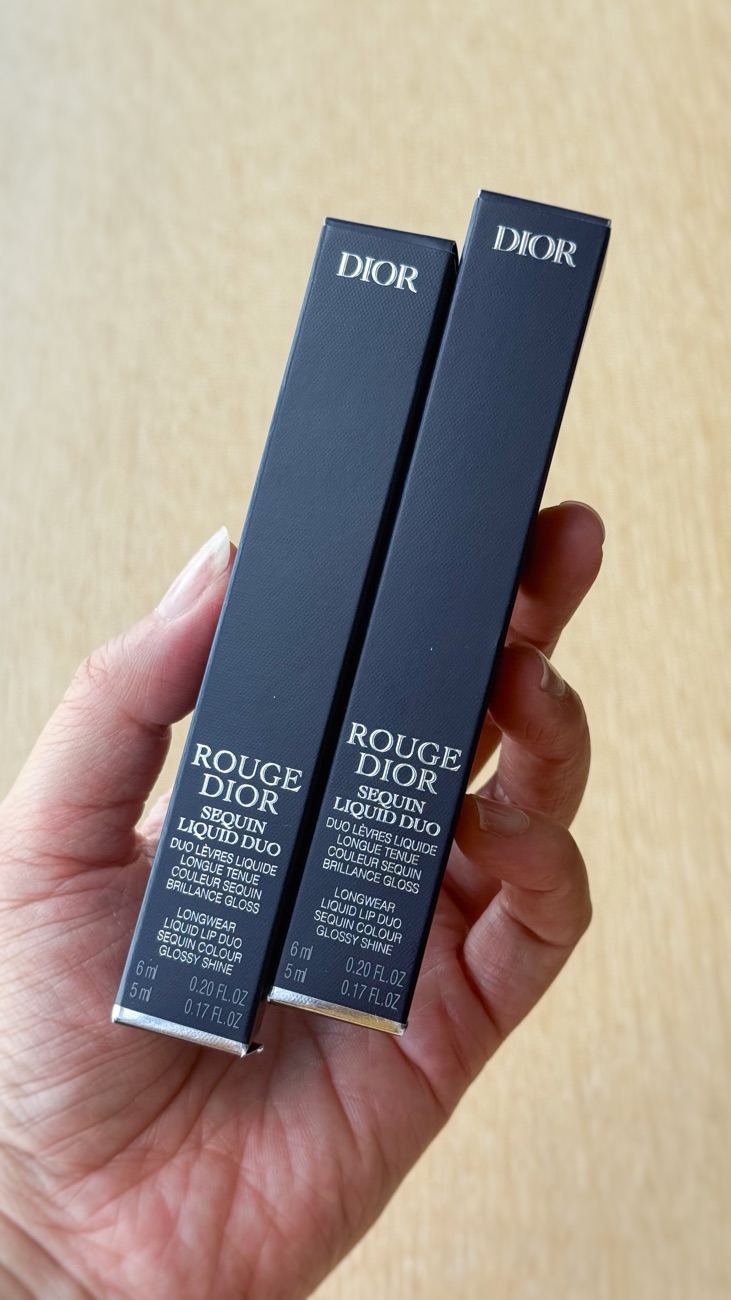 DIOR
ROUGE
DIOR
SEQUIN
LIQUID DUO
DUO LÈVRES LIQUIDE
LONGUE TENUE
COULEUR SEQUIN
BRILLANCE GLOSS
LONGWEAR
LIQUID LIP DUO
SEQUIN COLOUR
GLOSSY SHINE
6 ml 0.20 FL.OZ
5 ml 0.17 FL.OZ
DIOR
ROUGE
DIOR
SEQUIN
LIQUID DUO
DUO LÈVRES LIQUIDE
LONGUE TENUE
COULEUR SEQUIN
BRILLANCE GLOSS
LONGWEAR
LIQUID LIP DUO
SEQUIN COLOUR
GLOSSY SHINE
6 ml 0.20 FL.OZ
5 ml 0.17 FL.OZ